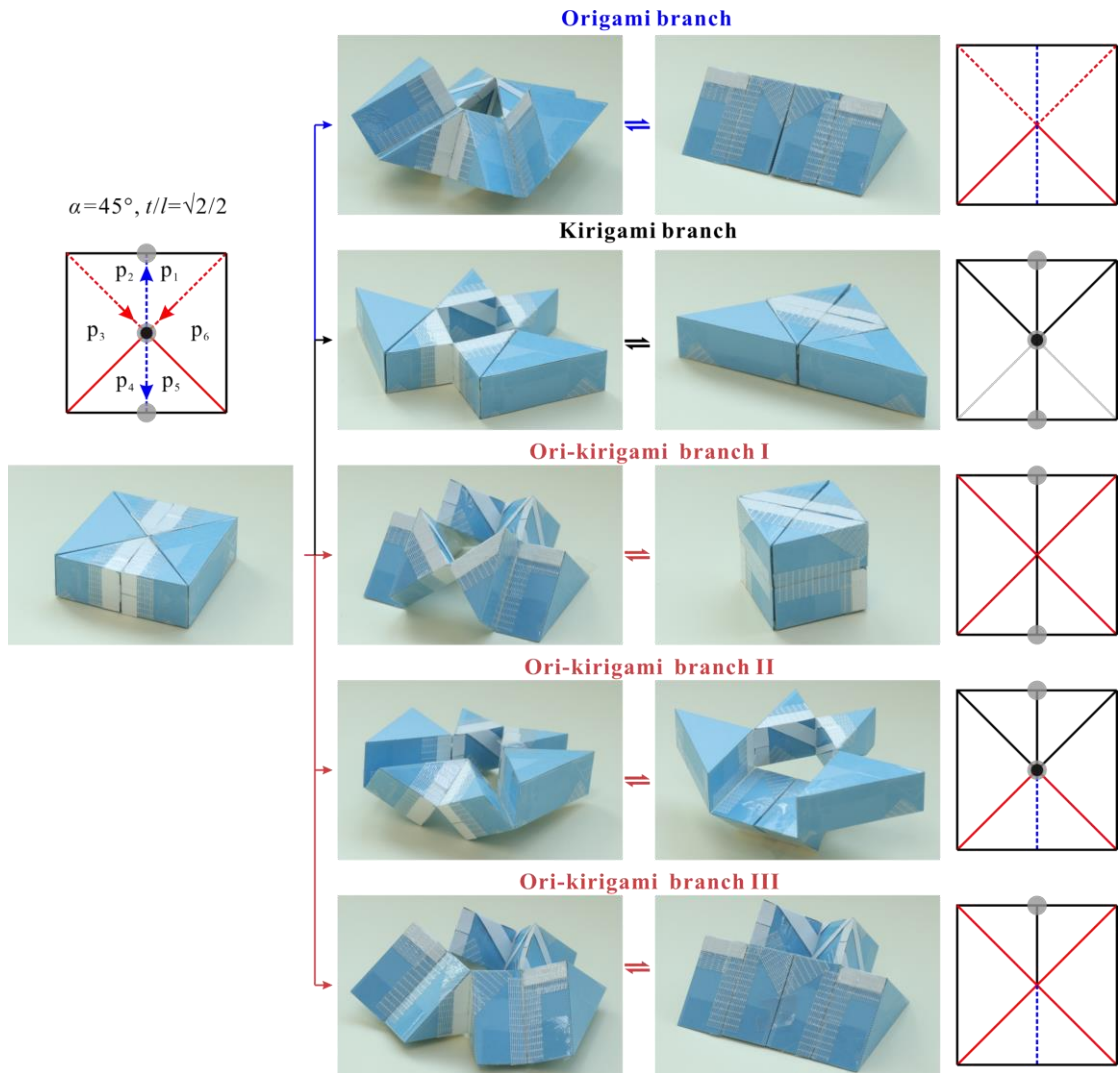 Origami branch
α=45°, t/l=√2/2
p₂ p₁
p₃ p₆
p₄ p₅
Kirigami branch
Ori-kirigami branch I
Ori-kirigami branch II
Ori-kirigami branch III